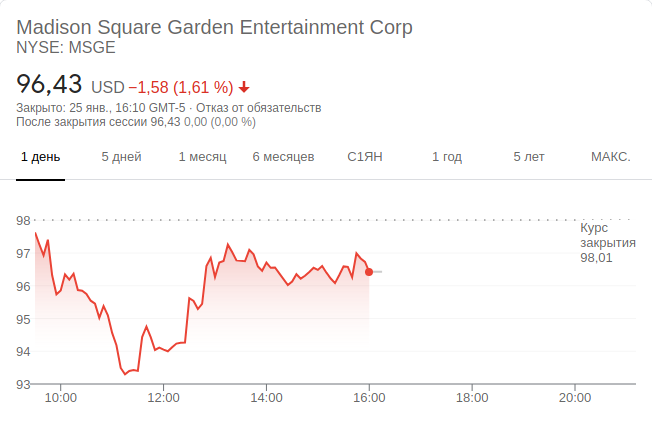 Madison Square Garden Entertainment Corp
NYSE: MSGE
96,43 USD −1,58 (1,61 %)
Закрыто: 25 янв., 16:10 GMT-5 · Отказ от обязательств
После закрытия сессии 96,43 0,00 (0,00 %)
1 день 5 дней 1 месяц 6 месяцев С1ЯН 1 год 5 лет МАКС.
98
Курс
закрытия
98,01
97
96
95
94
93
10:00 12:00 14:00 16:00 18:00 20:00